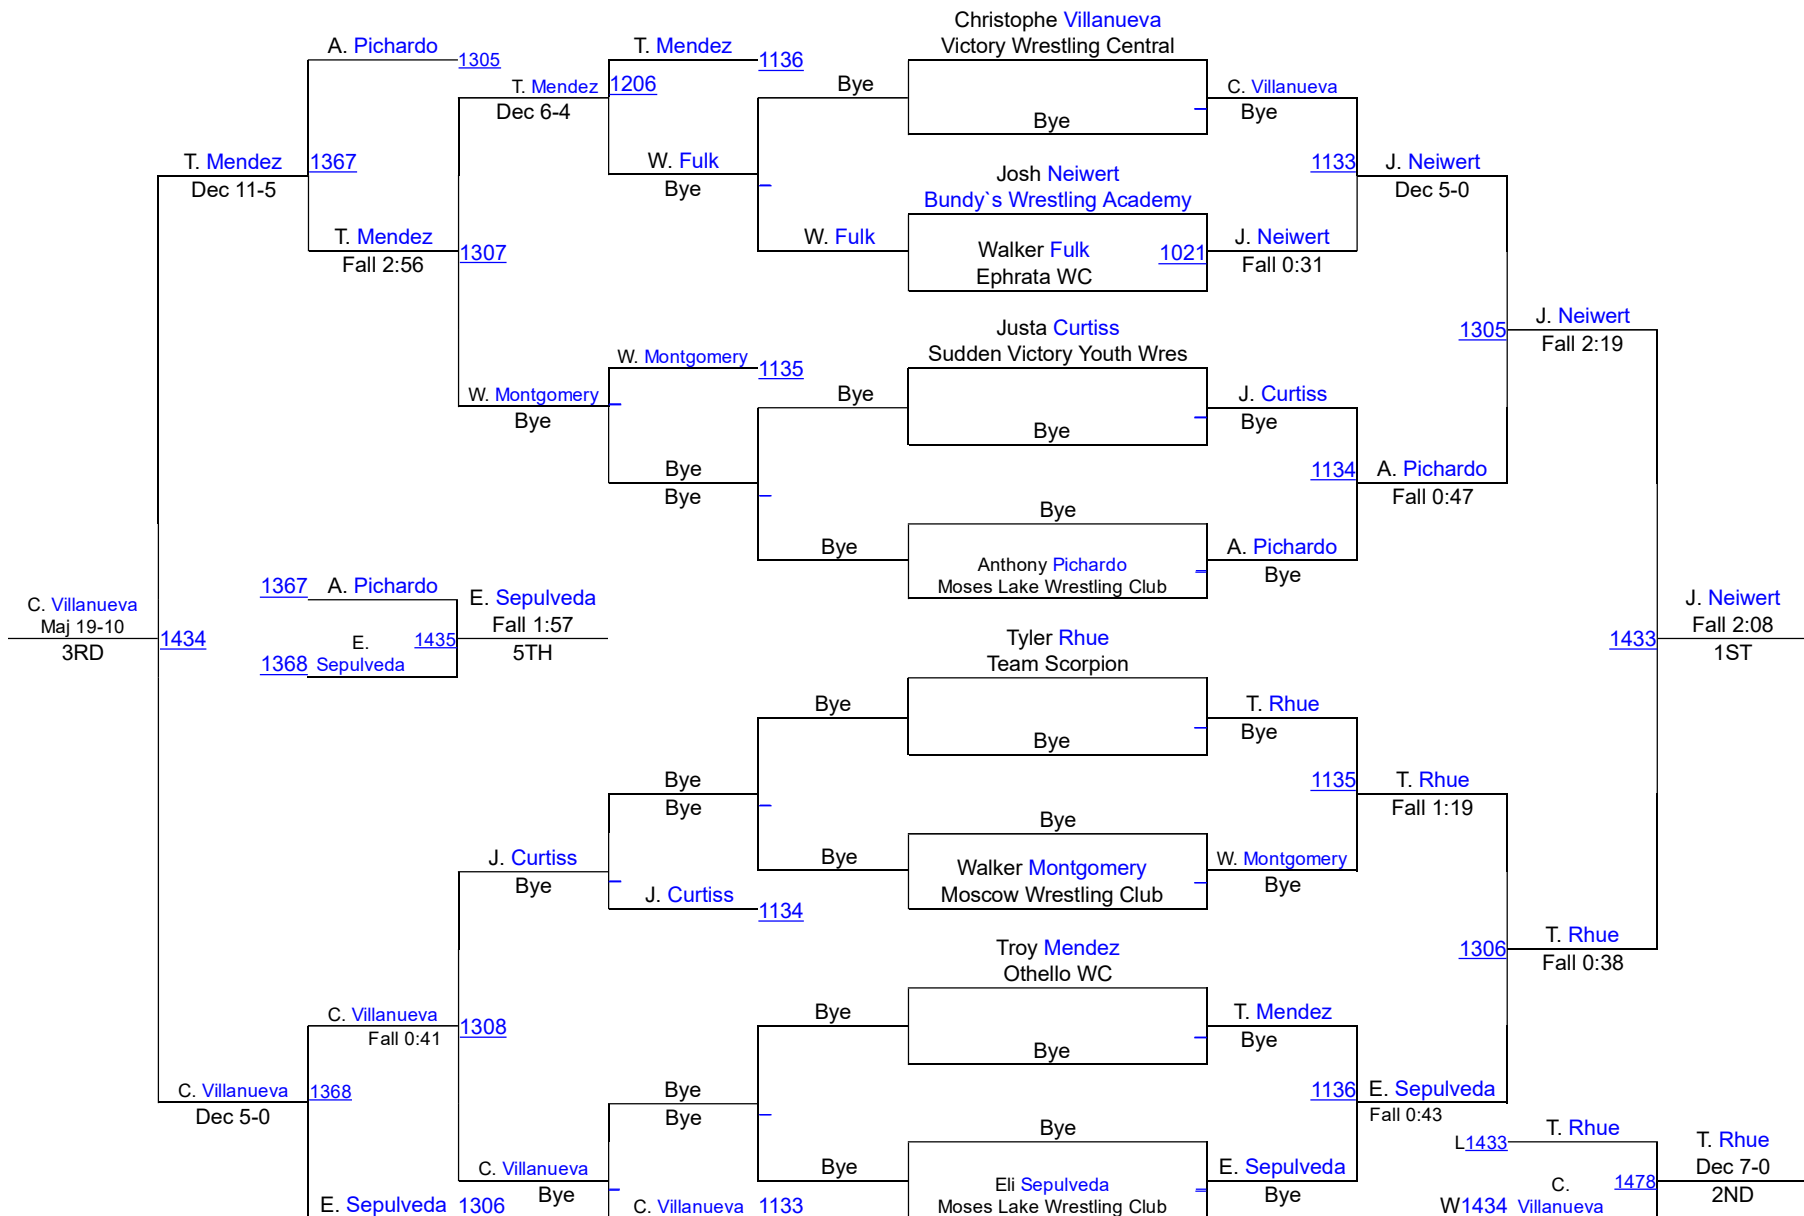 Christophe Villanueva
A. Pichardo 1305 T. Mendez 1136 Victory Wrestling Central
T. Mendez 1206 Bye C. Villanueva
Dec 6-4 Bye Bye
T. Mendez 1367 W. Fulk 1133 J. Neiwert
Dec 11-5 Bye Josh Neiwert Dec 5-0
Bundy`s Wrestling Academy
T. Mendez 1307 W. Fulk Walker Fulk 1021 J. Neiwert
Fall 2:56 Ephrata WC Fall 0:31
Justa Curtiss 1305 J. Neiwert
W. Montgomery 1135 Sudden Victory Youth Wres Fall 2:19
W. Montgomery Bye J. Curtiss
Bye Bye Bye
Bye 1134 A. Pichardo
Bye Fall 0:47
Bye
Bye Anthony Pichardo A. Pichardo
Moses Lake Wrestling Club Bye
1367 A. Pichardo E. Sepulveda
C. Villanueva Fall 1:57 J. Neiwert
Maj 19-10 1434 E. 1435 5TH Tyler Rhue 1433 Fall 2:08
3RD 1368 Sepulveda Team Scorpion 1ST
Bye T. Rhue
Bye Bye
Bye 1135 T. Rhue
Bye Fall 1:19
Bye
J. Curtiss Bye Walker Montgomery W. Montgomery
Bye Moscow Wrestling Club Bye
J. Curtiss 1134
Troy Mendez 1306 T. Rhue
Othello WC Fall 0:38
C. Villanueva 1308 Bye T. Mendez
Fall 0:41 Bye Bye
C. Villanueva 1368 Bye 1136 E. Sepulveda
Dec 5-0 Bye Fall 0:43
Bye L1433 T. Rhue T. Rhue
C. Villanueva Bye Eli Sepulveda E. Sepulveda Dec 7-0
Bye Bye C. 1478 2ND
E. Sepulveda 1306 C. Villanueva 1133 Moses Lake Wrestling Club W1434 Villanueva